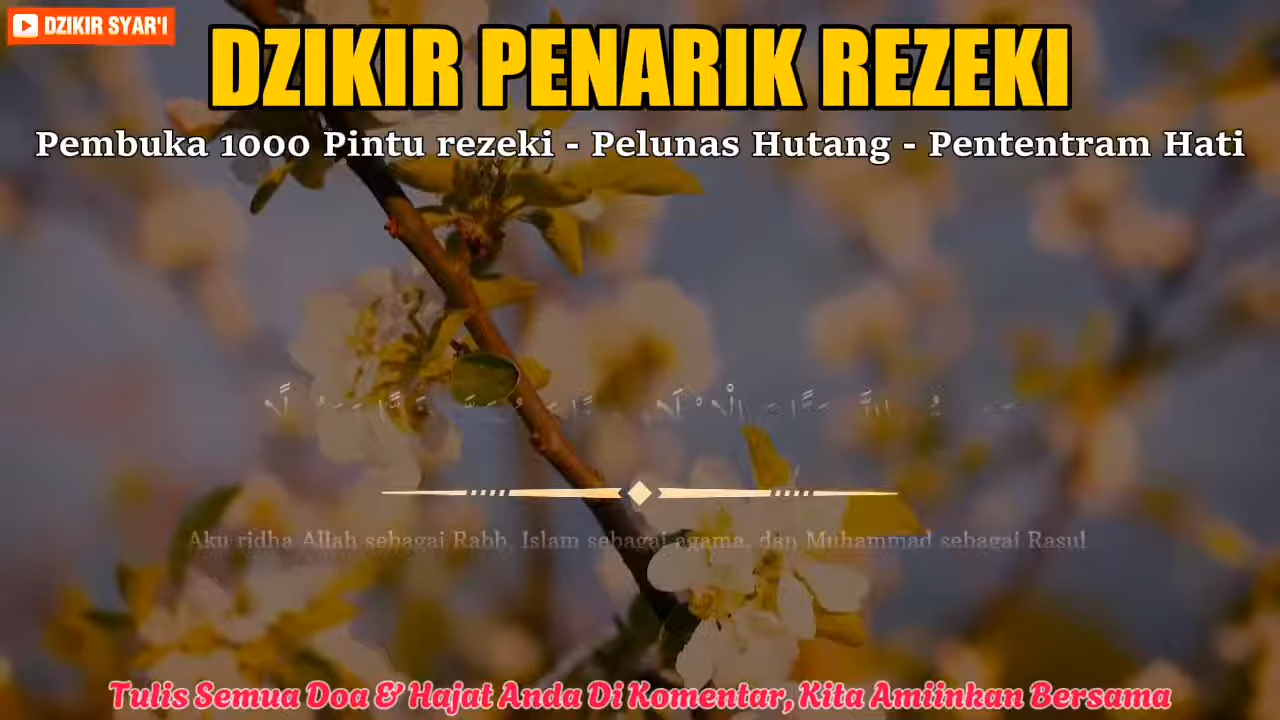 DZIKIR SYAR'I
DZIKIR PENARIK REZEKI
Pembuka 1000 Pintu rezeki - Pelunas Hutang - Pententram Hati
Aku ridha Allah sebagai Rabb, Islam sebagai agama, dan Muhammad sebagai Rasul
Tulis Semua Doa & Hajat Anda Di Komentar, Kita Amiinkan Bersama